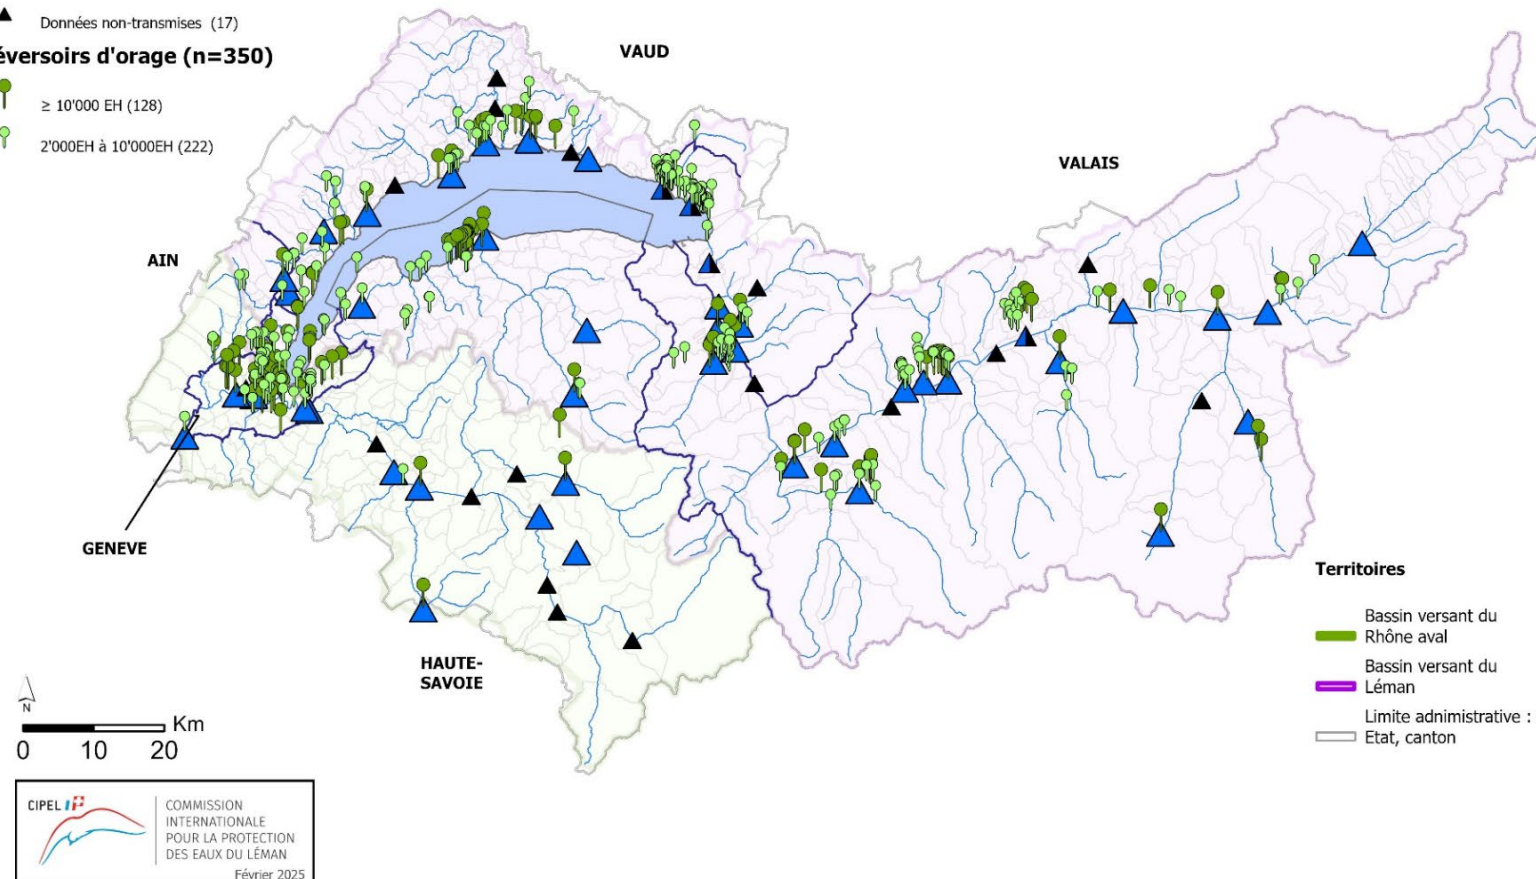 Données non-transmises (17)
éversoirs d'orage (n=350)
≥ 10'000 EH (128)
2'000EH à 10'000EH (222)
VAUD
VALAIS
AIN
GENEVE
HAUTE-
SAVOIE
Territoires
Bassin versant du
Rhône aval
Bassin versant du
Léman
Limite adnimistrative :
Etat, canton
N
Km
0 10 20
CIPEL
COMMISSION
INTERNATIONALE
POUR LA PROTECTION
DES EAUX DU LÉMAN
Février 2025